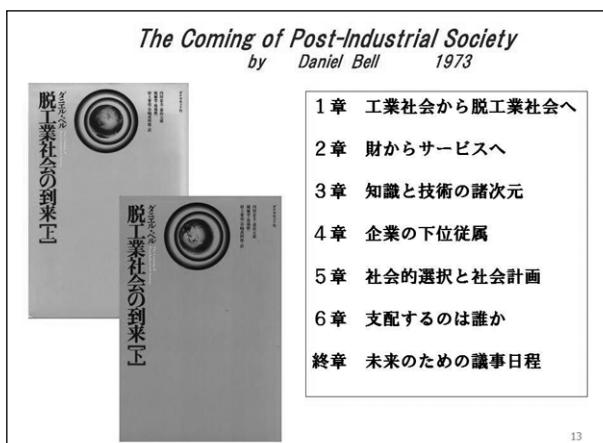 The Coming of Post-Industrial Society
by Daniel Bell 1973
ダニエル・ベル
脱工業社会の到来[上]
ダニエル・ベル
脱工業社会の到来[下]
1章 工業社会から脱工業社会へ
2章 財からサービスへ
3章 知識と技術の諸次元
4章 企業の下位従属
5章 社会的選択と社会計画
6章 支配するのは誰か
終章 未来のための議事日程
13